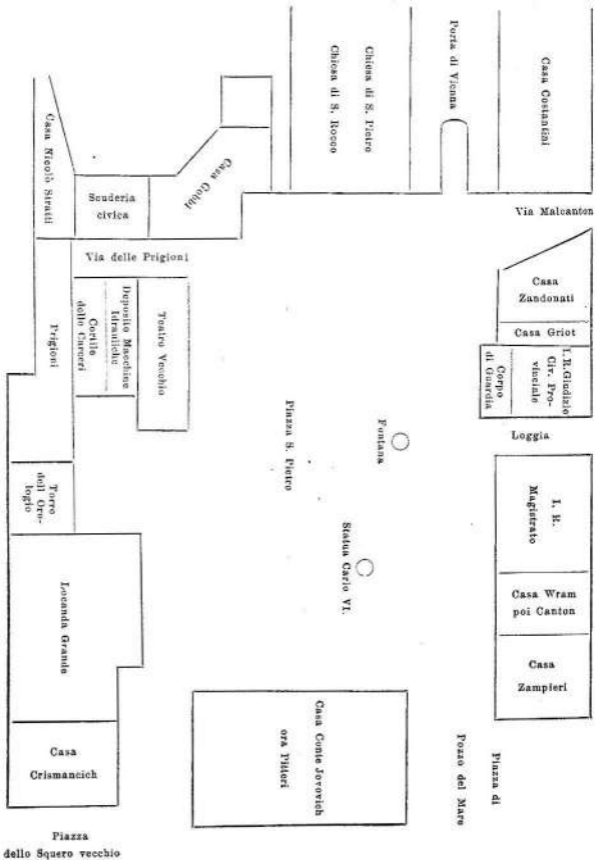 Casa Nicolò Stratti
Scuderia
civica
Casa Gobbi
Chiesa di S. Pietro
Chiesa di S. Rocco
Porta di Vienna
Casa Costantini
Via Malcanton
Via delle Prigioni
Prigioni
Cortile
delle Carceri
Deposito Macchine
Idrauliche
Teatro Vecchio
Casa
Zandonati
Casa Griot
I. R. Giudizio
Civ. Pro-
vinciale
Corpo
di Guardia
Loggia
Piazza S. Pietro
Fontana
Statua Carlo VI.
Torre
dell Oro-
logio
Locanda Grande
I. R.
Magistrato
Casa Wram
poi Canton
Casa
Zampieri
Casa
Crismancich
Casa Conte Jovovich
ora Pitteri
Piazza di
Pozzo del Mare
Piazza
dello Squero vecchio